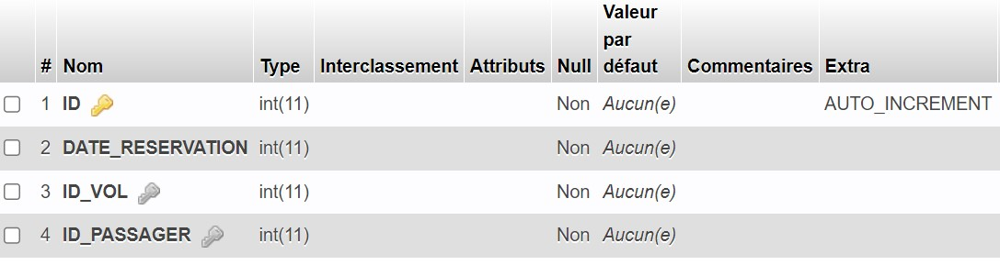 # Nom Type Interclassement Attributs Null Valeur par défaut Commentaires Extra
1 ID int(11) Non Aucun(e) AUTO_INCREMENT
2 DATE_RESERVATION int(11) Non Aucun(e)
3 ID_VOL int(11) Non Aucun(e)
4 ID_PASSAGER int(11) Non Aucun(e)